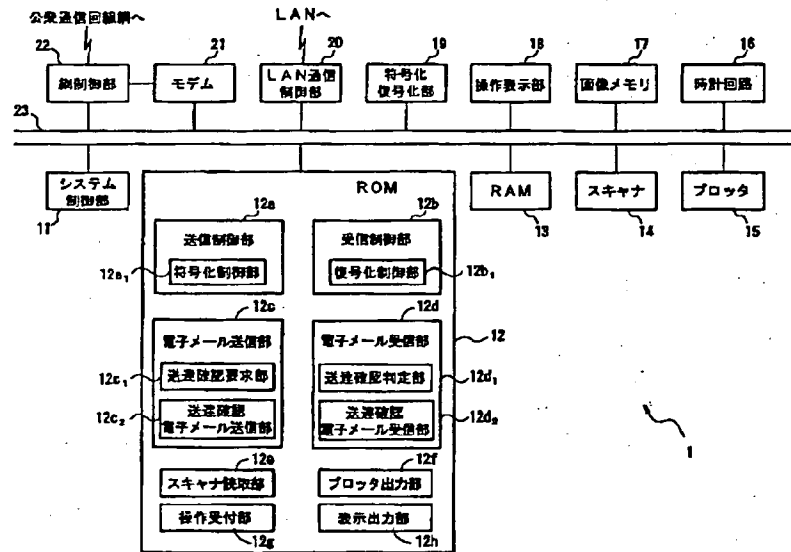 公衆通信回線網へ
LANへ
22
21
20
19
18
17
16
網制御部
モデム
LAN通信
制御部
符号化
復号化部
操作表示部
画像メモリ
時計回路
23
システム
制御部
11
ROM
RAM
13
スキャナ
14
プロッタ
15
12a
12b
送信制御部
受信制御部
12a1
符号化制御部
復号化制御部
12b1
12c
12d
電子メール送信部
電子メール受信部
12
12c1
送達確認要求部
送達確認判定部
12d1
12c2
送達確認
電子メール送信部
送達確認
電子メール受信部
12d2
12e
12f
スキャナ読取部
プロッタ出力部
操作受付部
表示出力部
12g
12h
1